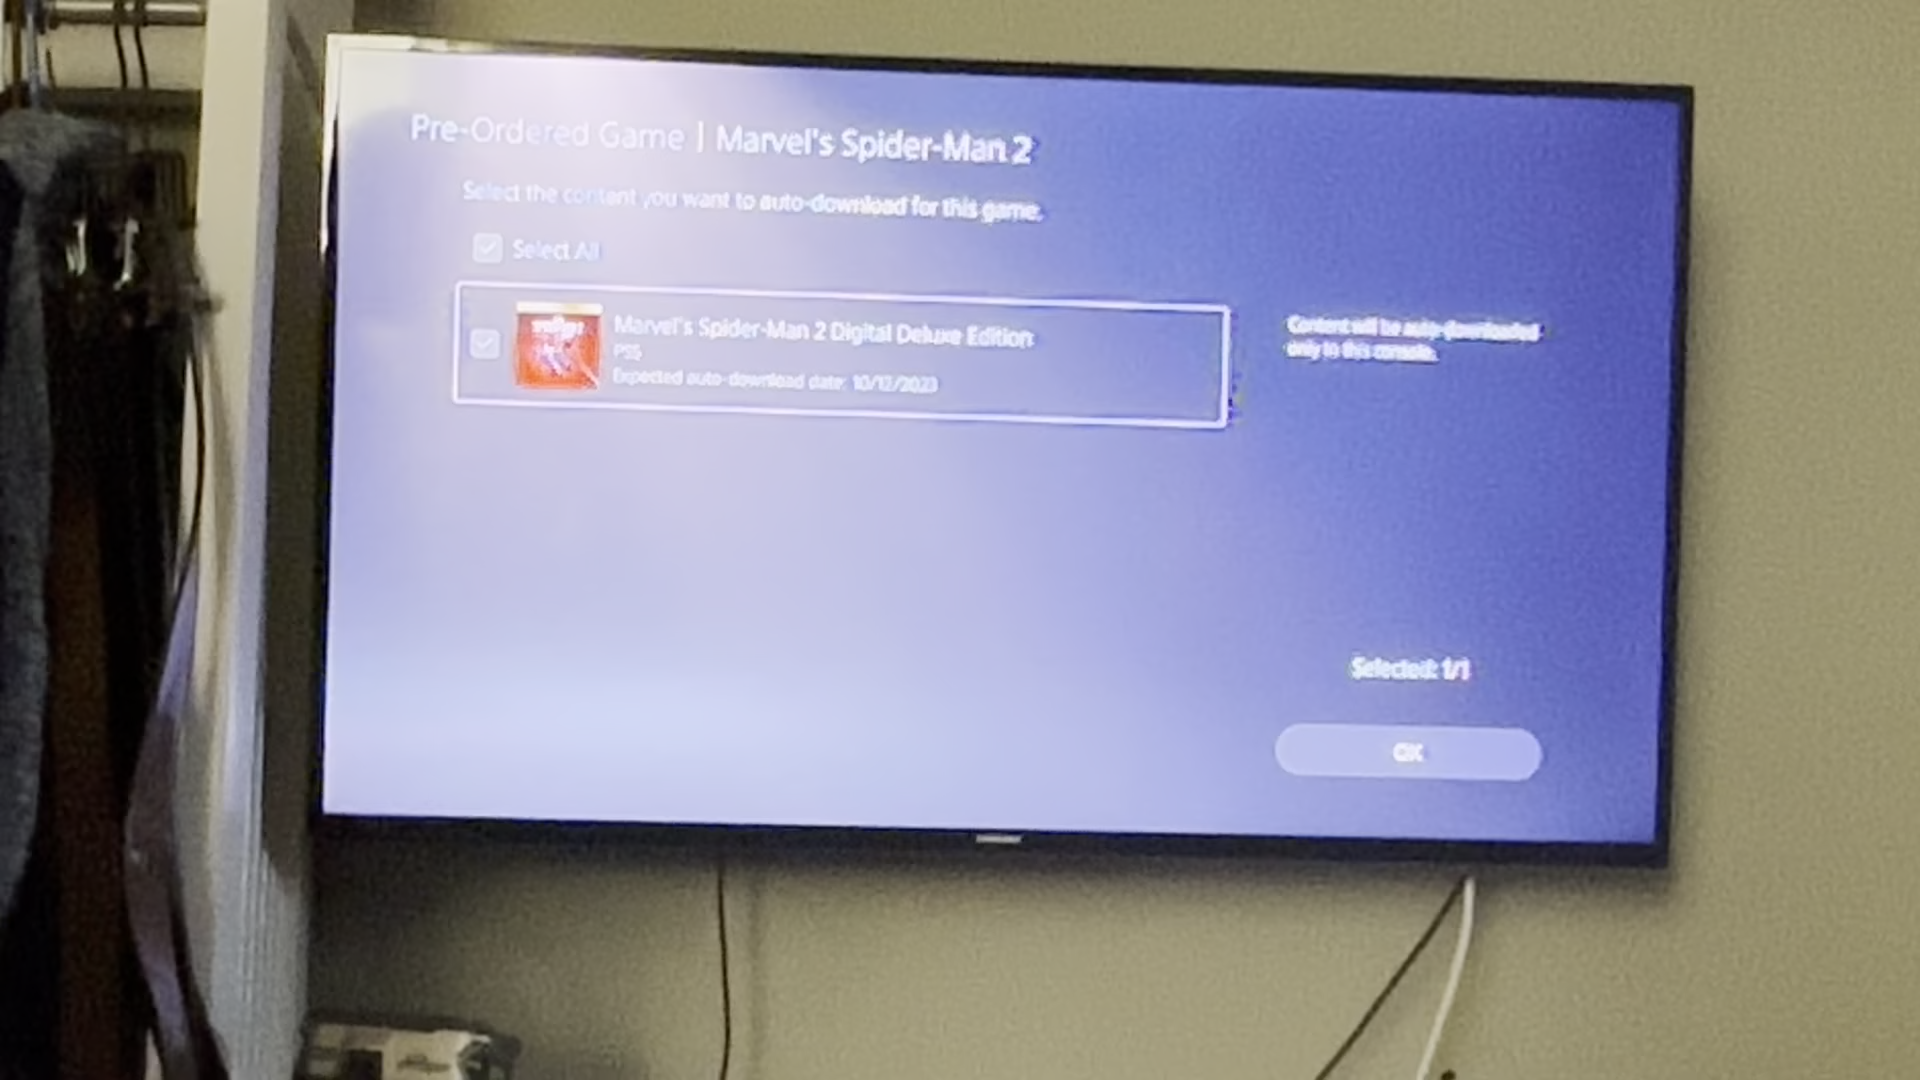 Pre-Ordered Game | Marvel's Spider-Man 2
Select the content you want to auto-download for this game.
Select All
Marvel's Spider-Man 2 Digital Deluxe Edition
PS5
Expected auto-download date: 10/12/2023
Content will be auto-downloaded
only to this console.
Selected: 1/1
OK